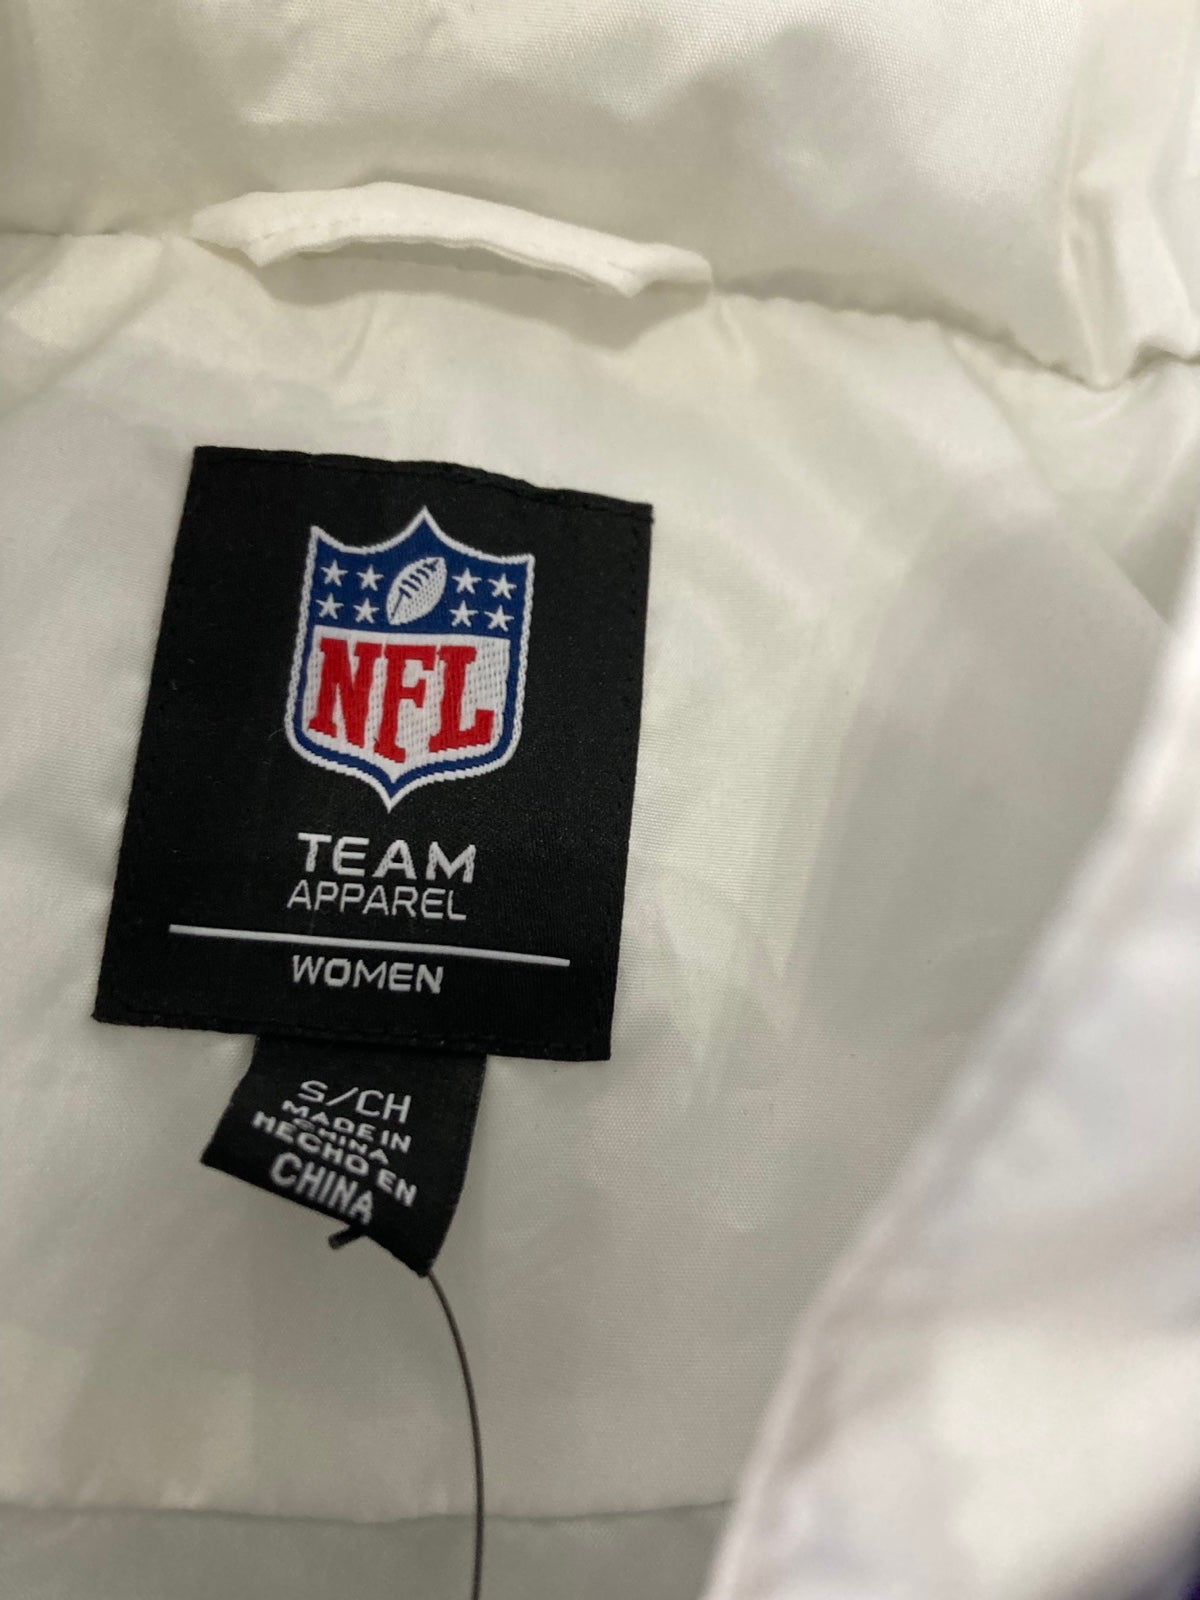 NFL
TEAM
APPAREL
WOMEN
S/CH
MADE IN
CHINA
HECHO EN
CHINA